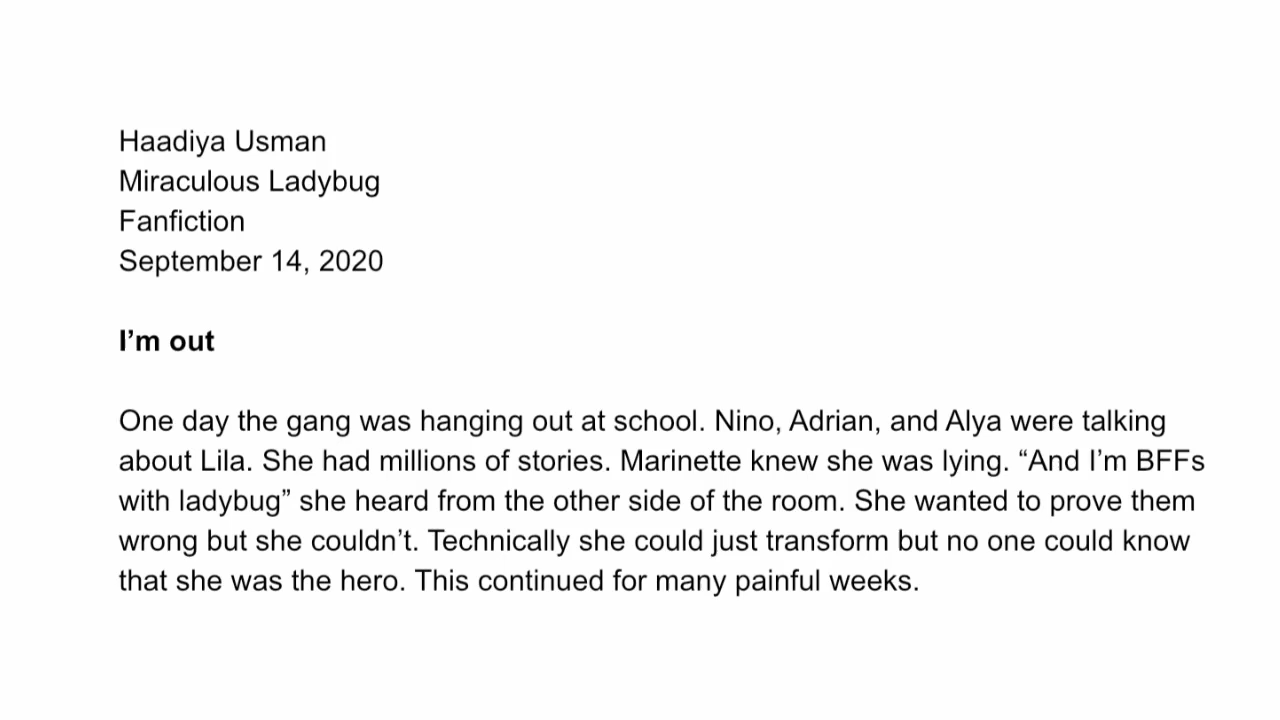 Haadiya Usman
Miraculous Ladybug
Fanfiction
September 14, 2020
I’m out
One day the gang was hanging out at school. Nino, Adrian, and Alya were talking
about Lila. She had millions of stories. Marinette knew she was lying. “And I’m BFFs
with ladybug” she heard from the other side of the room. She wanted to prove them
wrong but she couldn’t. Technically she could just transform but no one could know
that she was the hero. This continued for many painful weeks.